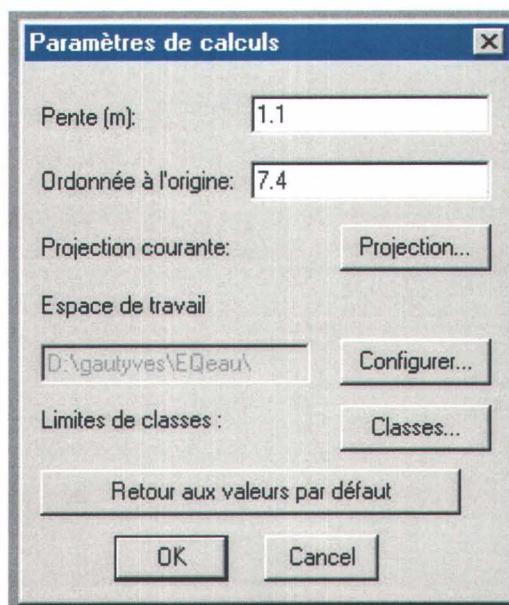 Paramètres de calculs
Pente (m): 1.1
Ordonnée à l'origine: 7.4
Projection courante: Projection...
Espace de travail
D:\gautyves\EQeau\ Configurer...
Limites de classes : Classes...
Retour aux valeurs par défaut
OK Cancel